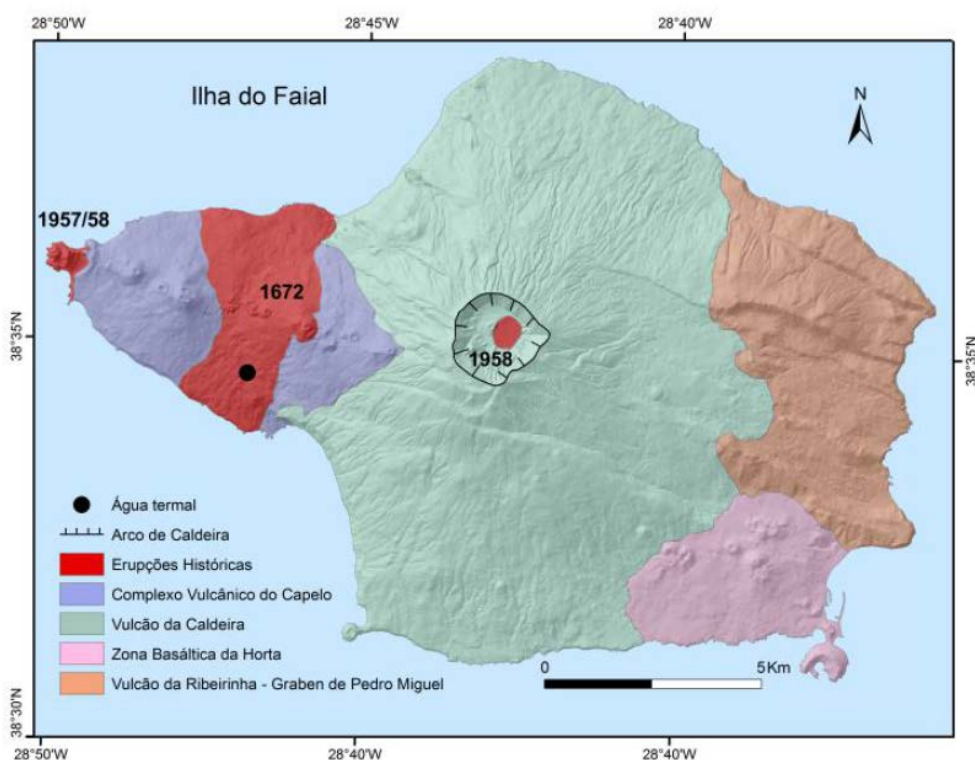 28°50'W 28°45'W 28°40'W
Ilha do Faial
N
1957/58
1672
38°35'N
1958
38°35'N
Água termal
Arco de Caldeira
Erupções Históricas
Complexo Vulcânico do Capelo
Vulcão da Caldeira
Zona Basáltica da Horta
0 5 Km
Vulcão da Ribeirinha - Graben de Pedro Miguel
38°30'N
28°50'W 28°40'W 28°40'W